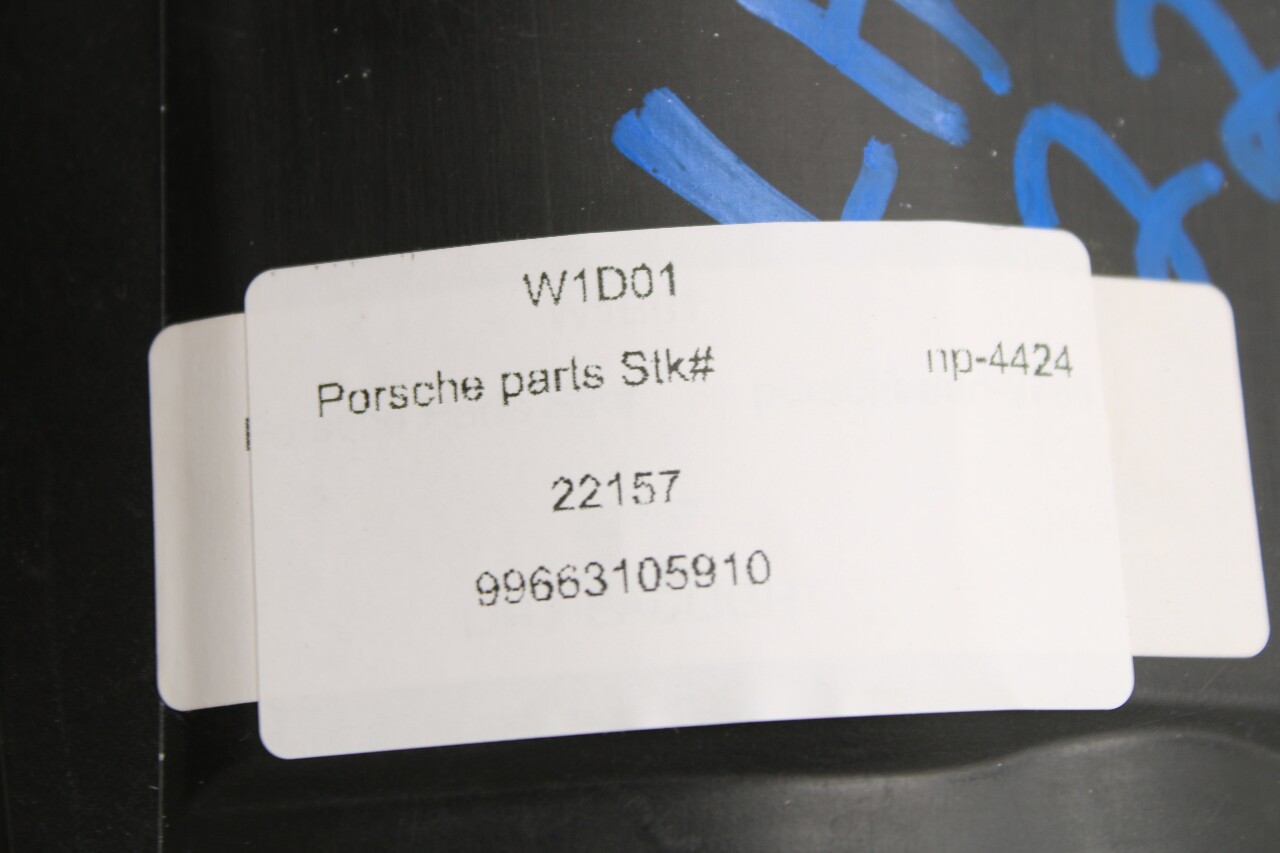 W1D01
Porsche parts Stk# np-4424
22157
99663105910